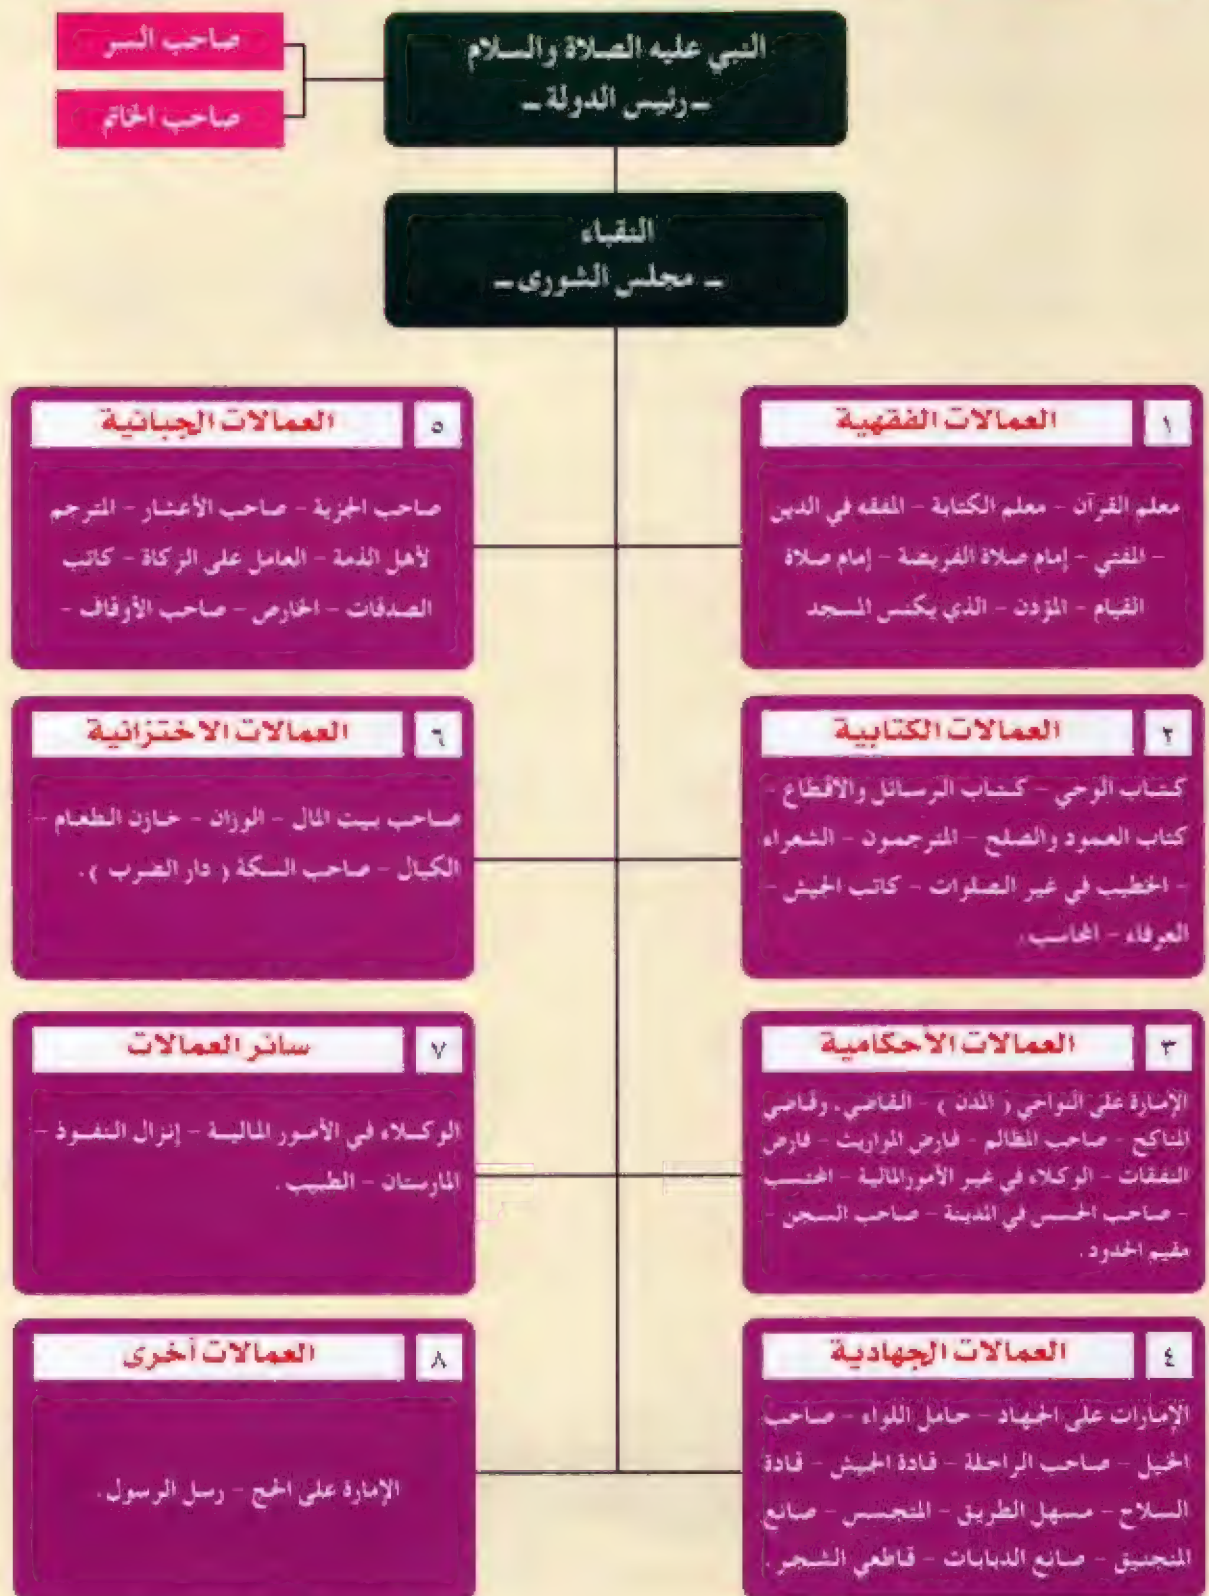 النبي عليه الصلاة والسلام
ـ رئيس الدولة ـ
صاحب السر
صاحب الخاتم
النقباء
ـ مجلس الشورى ـ
١ العمالات الفقهية
معلم القرآن - معلم الكتابة - المفقه في الدين
- المفتي - إمام صلاة الفريضة - إمام صلاة
القيام - المؤذن - الذي يكنس المسجد
٢ العمالات الكتابية
كتاب الوحي - كتاب الرسائل والاقطاع -
كتاب العهود والصلح - المترجمون - الشعراء
- الخطيب في غير الصلوات - كاتب الجيش -
العرفاء - المحاسب .
٣ العمالات الأحكامية
الإمارة على النواحي ( المدن ) - القاضي، وقاضي
المناكح - صاحب المظالم - فارض المواريث - فارض
النفقات - الوكلاء في غير الأمور المالية - المحتسب
- صاحب العسس في المدينة - صاحب السجن -
مقيم الحدود .
٤ العمالات الجهادية
الإمارات على الجهاد - حامل اللواء - صاحب
الخيل - صاحب الراحلة - قادة الجيش - قادة
السلاح - مسهل الطريق - المتجسس - صانع
المنجنيق - صانع الدبابات - قاطعي الشجر .
٥ العمالات الجبائية
صاحب الجزية - صاحب الأعشار - المترجم
لأهل الذمة - العامل على الزكاة - كاتب
الصدقات - الخارص - صاحب الأوقاف -
٦ العمالات الاختزانية
صاحب بيت المال - الوزان - خازن الطعام -
الكيال - صاحب السكة ( دار الضرب ) .
٧ سائر العمالات
الوكلاء في الأمور المالية - إنزال النفوذ -
المارستان - الطبيب .
٨ العمالات أخرى
الإمارة على الحج - رسل الرسول .